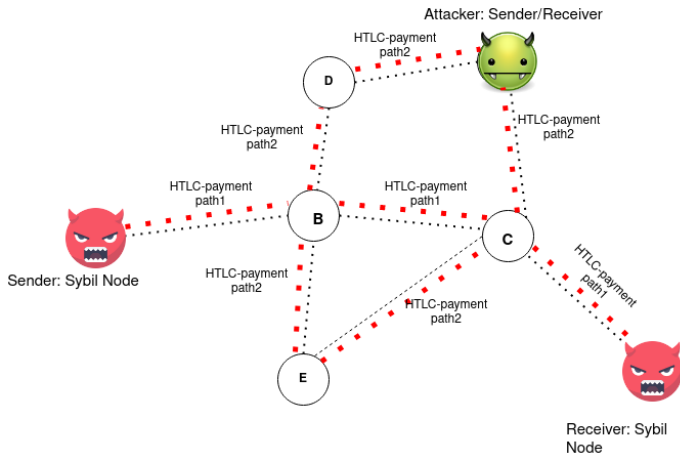 Attacker: Sender/Receiver
HTLC-payment
path2
D
HTLC-payment
path2
HTLC-payment
path2
HTLC-payment
path1
HTLC-payment
path1
B
C
Sender: Sybil Node
HTLC-payment
path2
HTLC-payment
path1
HTLC-payment
path2
E
Receiver: Sybil
Node